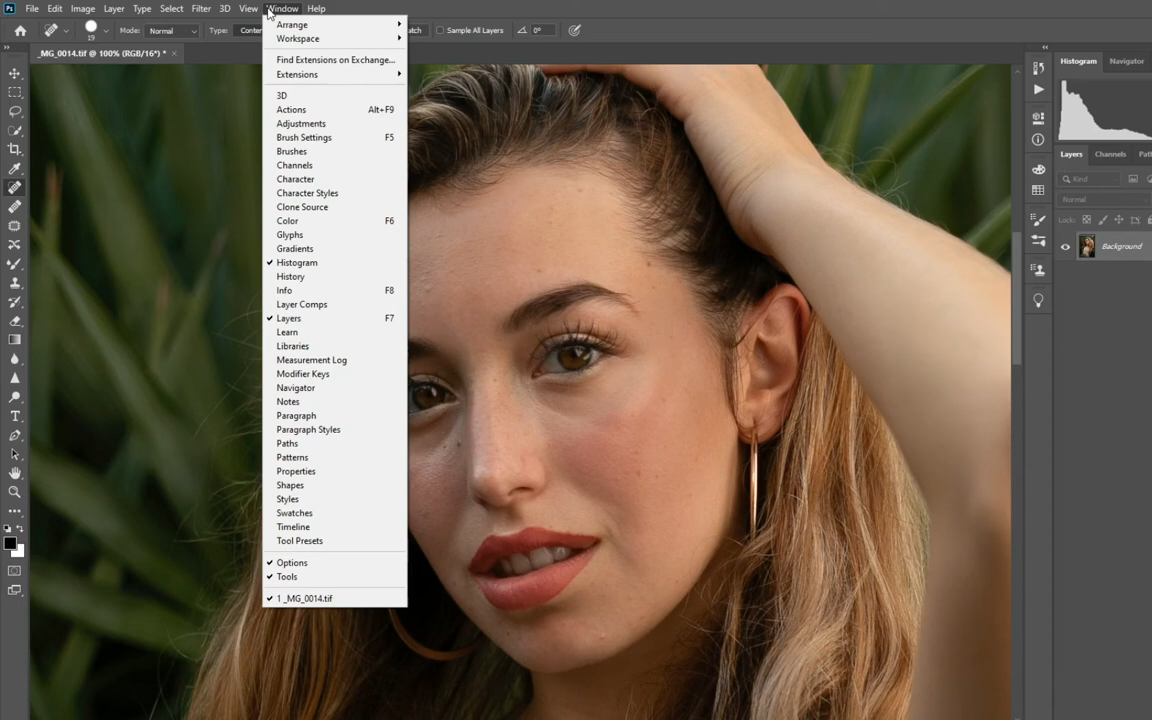 Ps File Edit Image Layer Type Select Filter 3D View Window Help
19 Mode: Normal Type: Sample All Layers 0°
_MG_0014.tif @ 100% (RGB/16*) * ×
Arrange
Workspace
Find Extensions on Exchange...
Extensions
3D
Actions Alt+F9
Adjustments
Brush Settings F5
Brushes
Channels
Character
Character Styles
Clone Source
Color F6
Glyphs
Gradients
Histogram
History
Info F8
Layer Comps
Layers F7
Learn
Libraries
Measurement Log
Modifier Keys
Navigator
Notes
Paragraph
Paragraph Styles
Paths
Patterns
Properties
Shapes
Styles
Swatches
Timeline
Tool Presets
Options
Tools
1 _MG_0014.tif
Histogram Navigator
Layers Channels
Kind
Normal
Lock:
Background